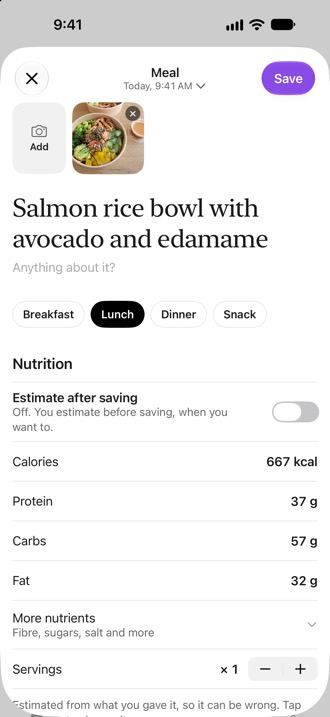 9:41
Meal
Today, 9:41 AM
Save
Add
Salmon rice bowl with
avocado and edamame
Anything about it?
Breakfast
Lunch
Dinner
Snack
Nutrition
Estimate after saving
Off. You estimate before saving, when you
want to.
Calories
667 kcal
Protein
37 g
Carbs
57 g
Fat
32 g
More nutrients
Fibre, sugars, salt and more
Servings
× 1
Estimated from what you gave it, so it can be wrong. Tap